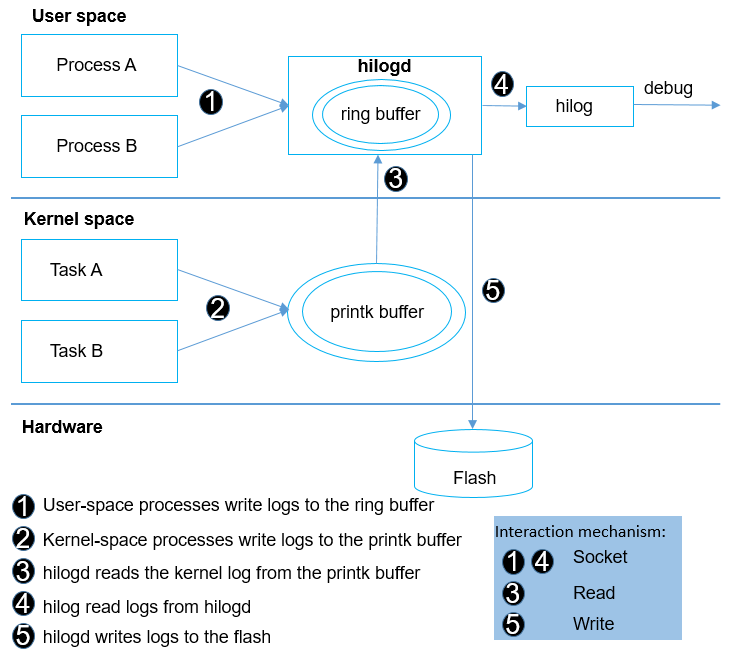 User space
Process A
Process B
1
hilogd
ring buffer
4
hilog
debug
3
Kernel space
Task A
Task B
2
printk buffer
5
Hardware
Flash
1 User-space processes write logs to the ring buffer
2 Kernel-space processes write logs to the printk buffer
3 hilogd reads the kernel log from the printk buffer
4 hilog read logs from hilogd
5 hilogd writes logs to the flash
Interaction mechanism:
1 4 Socket
3 Read
5 Write